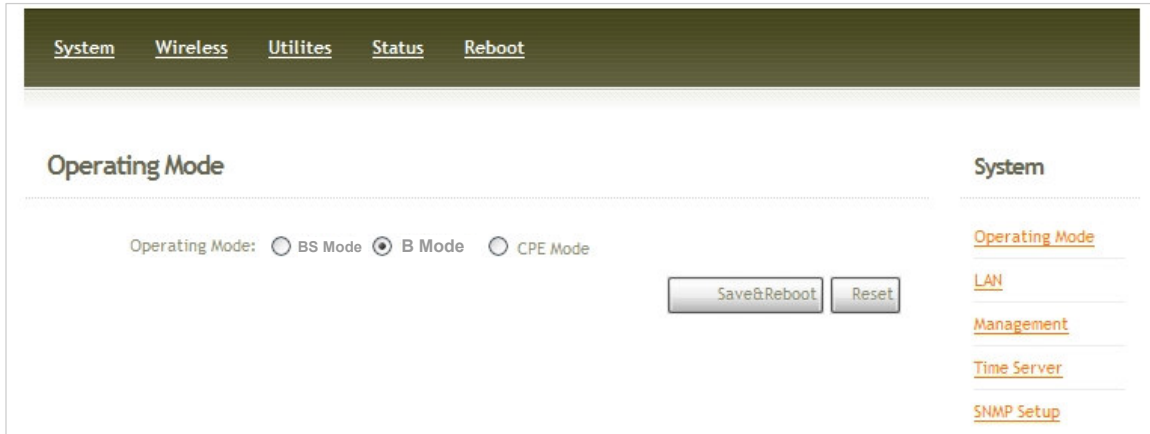 System Wireless Utilites Status Reboot
Operating Mode
Operating Mode: BS Mode B Mode CPE Mode
Save&Reboot Reset
System
Operating Mode
LAN
Management
Time Server
SNMP Setup